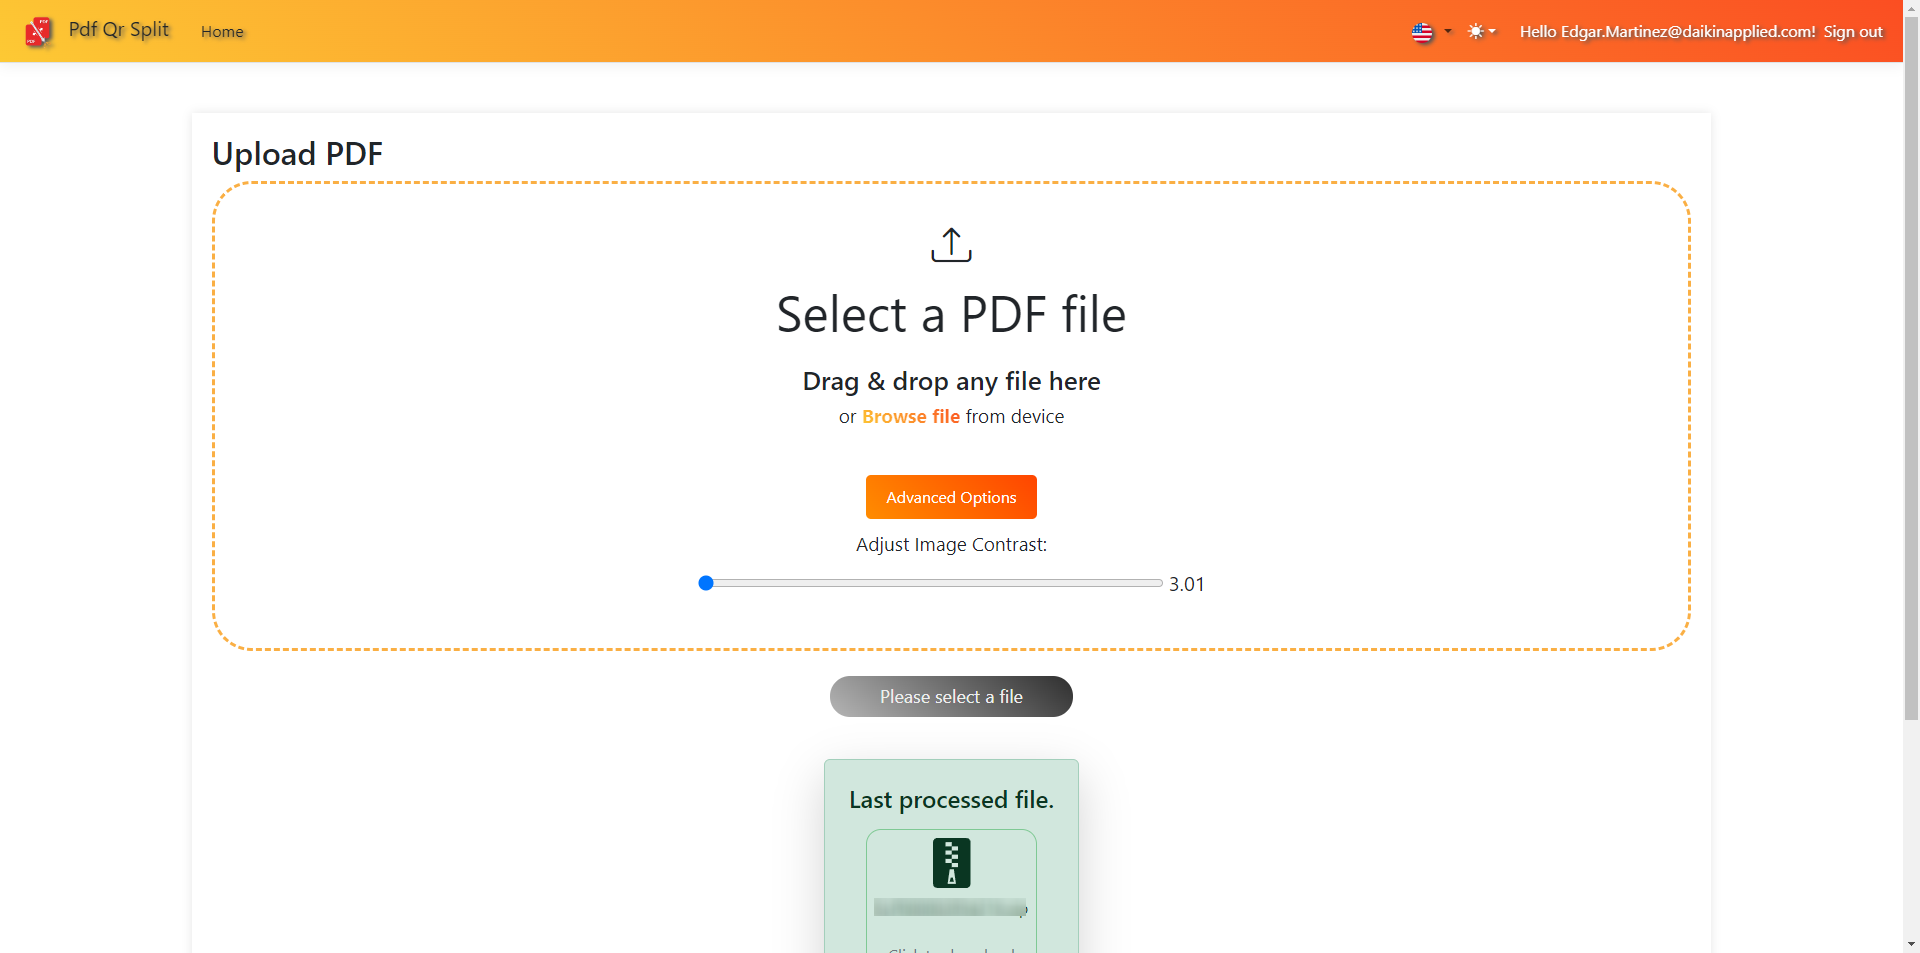 Pdf Qr Split
Home
Hello Edgar.Martinez@daikinapplied.com! Sign out
Upload PDF
Select a PDF file
Drag & drop any file here
or Browse file from device
Advanced Options
Adjust Image Contrast:
3.01
Please select a file
Last processed file.